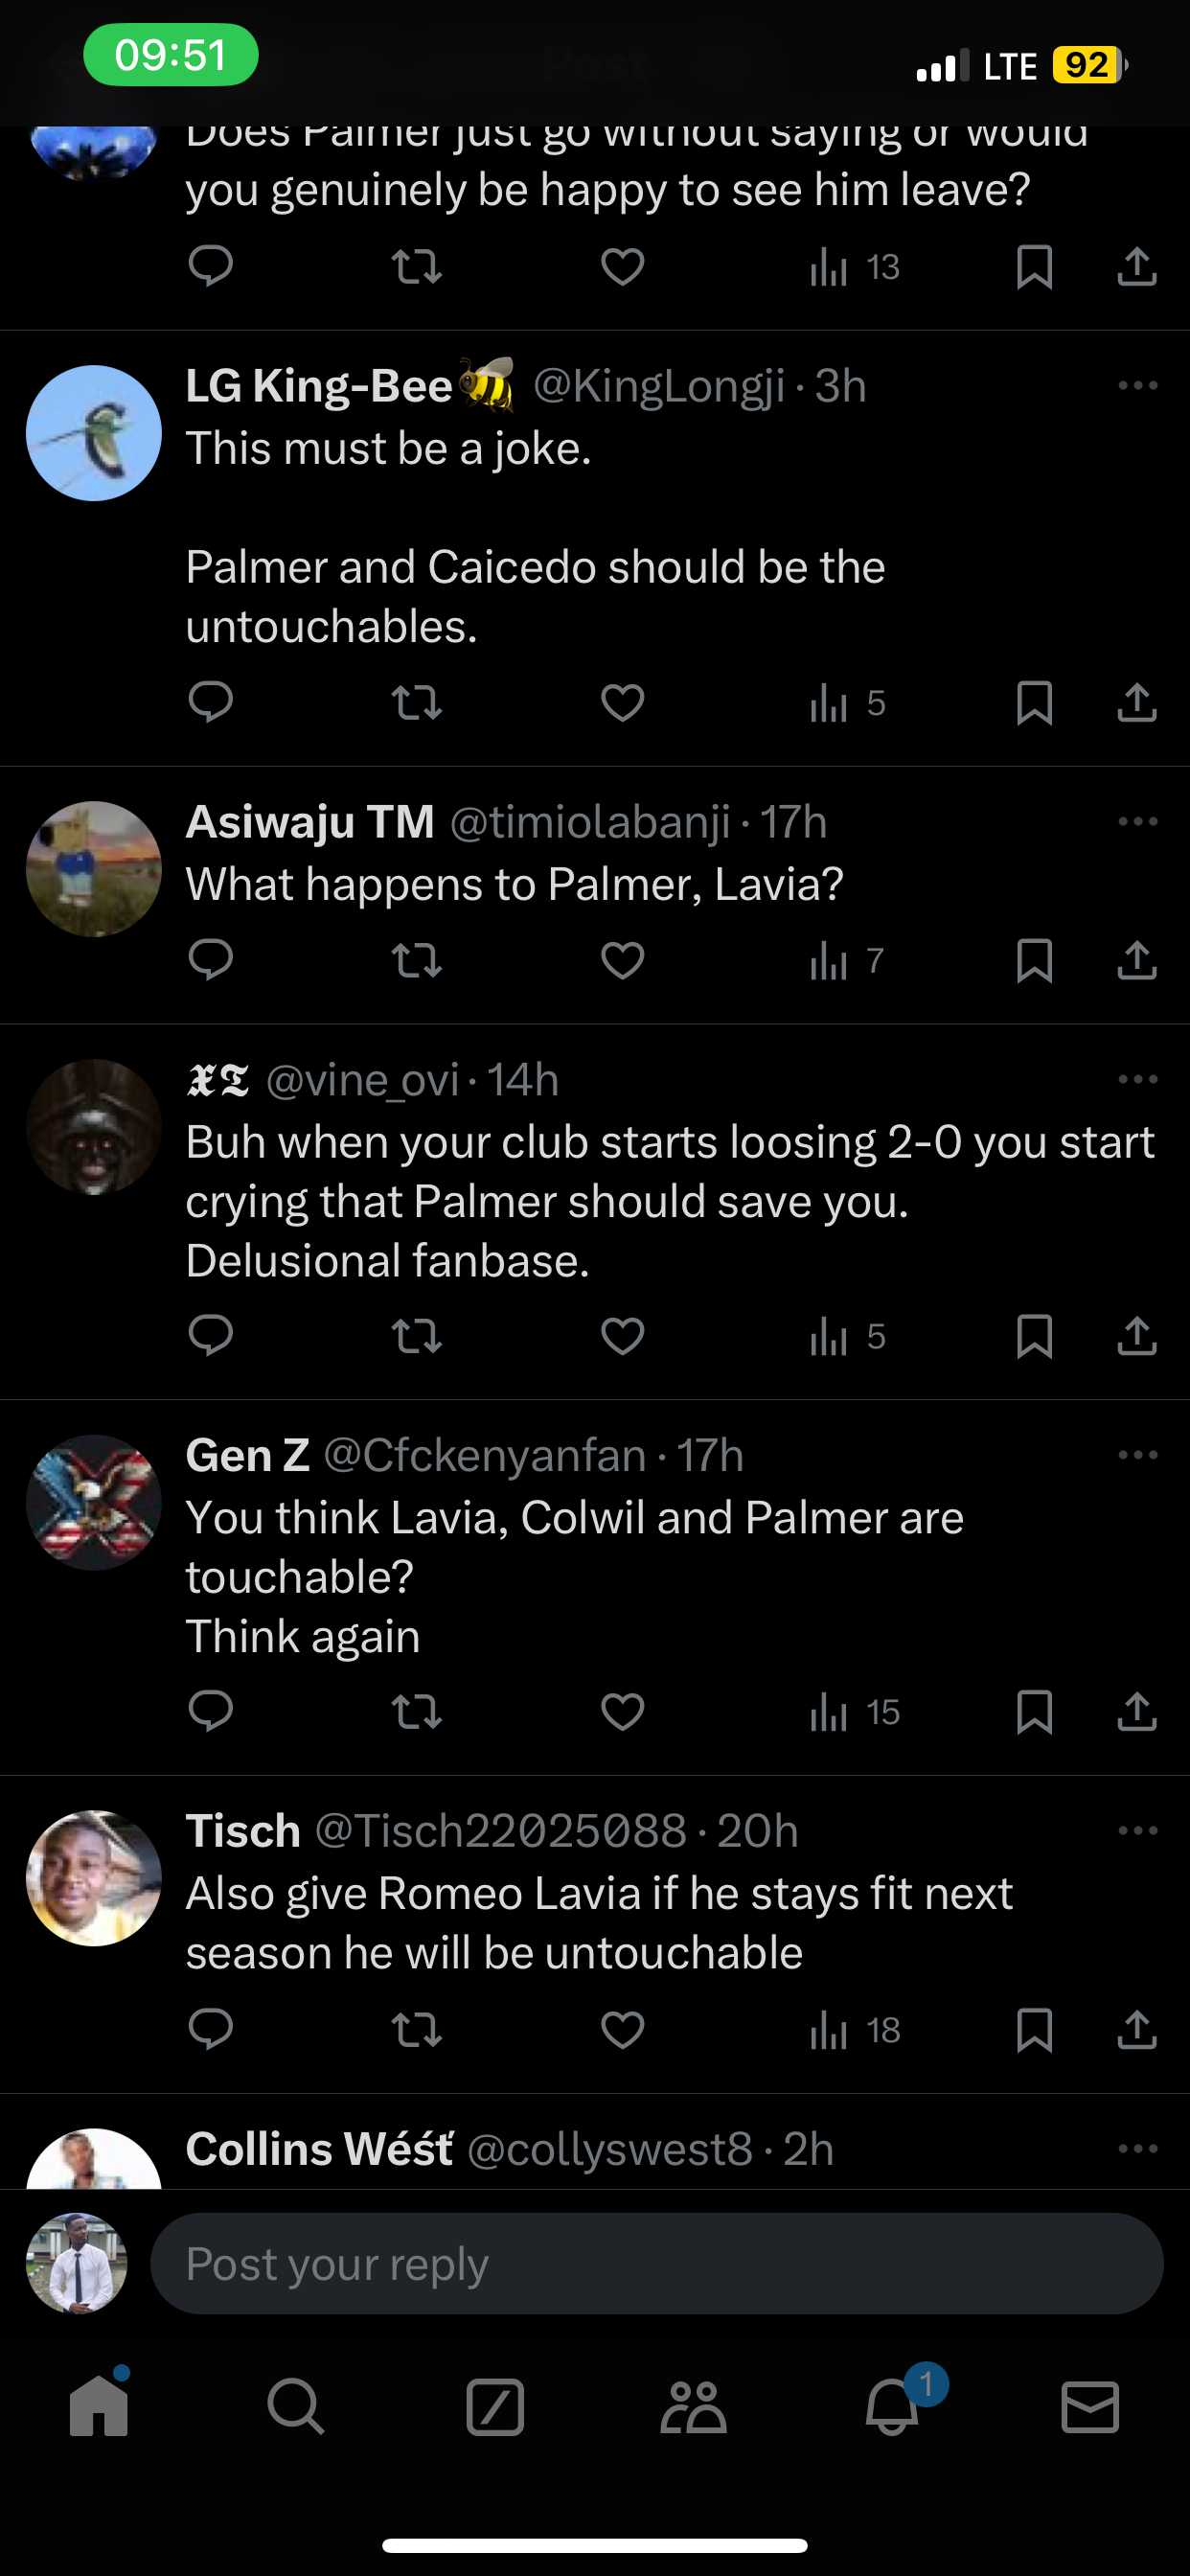 09:51
LTE 92
Does Palmer just go without saying or would
you genuinely be happy to see him leave?
13
LG King-Bee🐝 @KingLongji · 3h
This must be a joke.
Palmer and Caicedo should be the
untouchables.
5
Asiwaju TM @timiolabanji · 17h
What happens to Palmer, Lavia?
7
𝕏𝕿 @vine_ovi · 14h
Buh when your club starts loosing 2-0 you start
crying that Palmer should save you.
Delusional fanbase.
5
Gen Z @Cfckenyanfan · 17h
You think Lavia, Colwil and Palmer are
touchable?
Think again
15
Tisch @Tisch22025088 · 20h
Also give Romeo Lavia if he stays fit next
season he will be untouchable
18
Collins Wéśť @collyswest8 · 2h
Post your reply
1